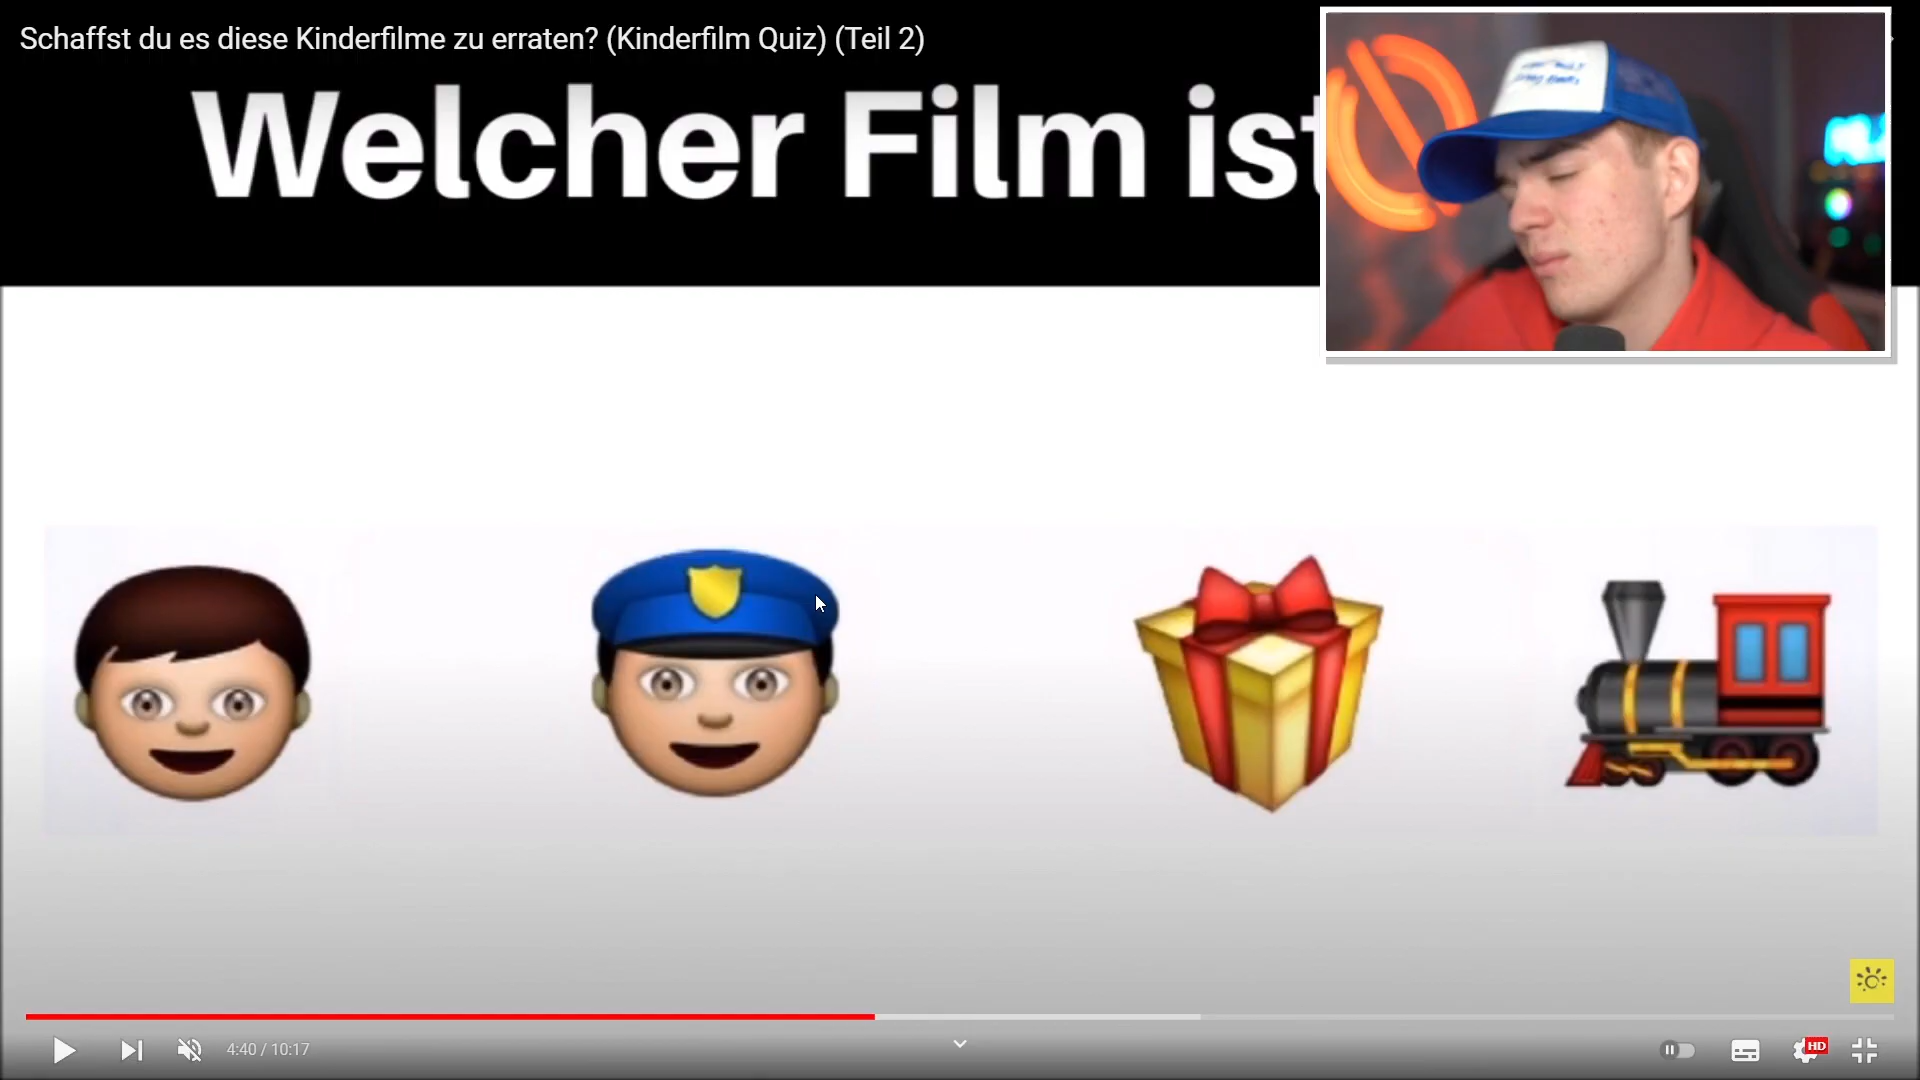 Schaffst du es diese Kinderfilme zu erraten? (Kinderfilm Quiz) (Teil 2)
Welcher Film ist
4:40 / 10:17
HD